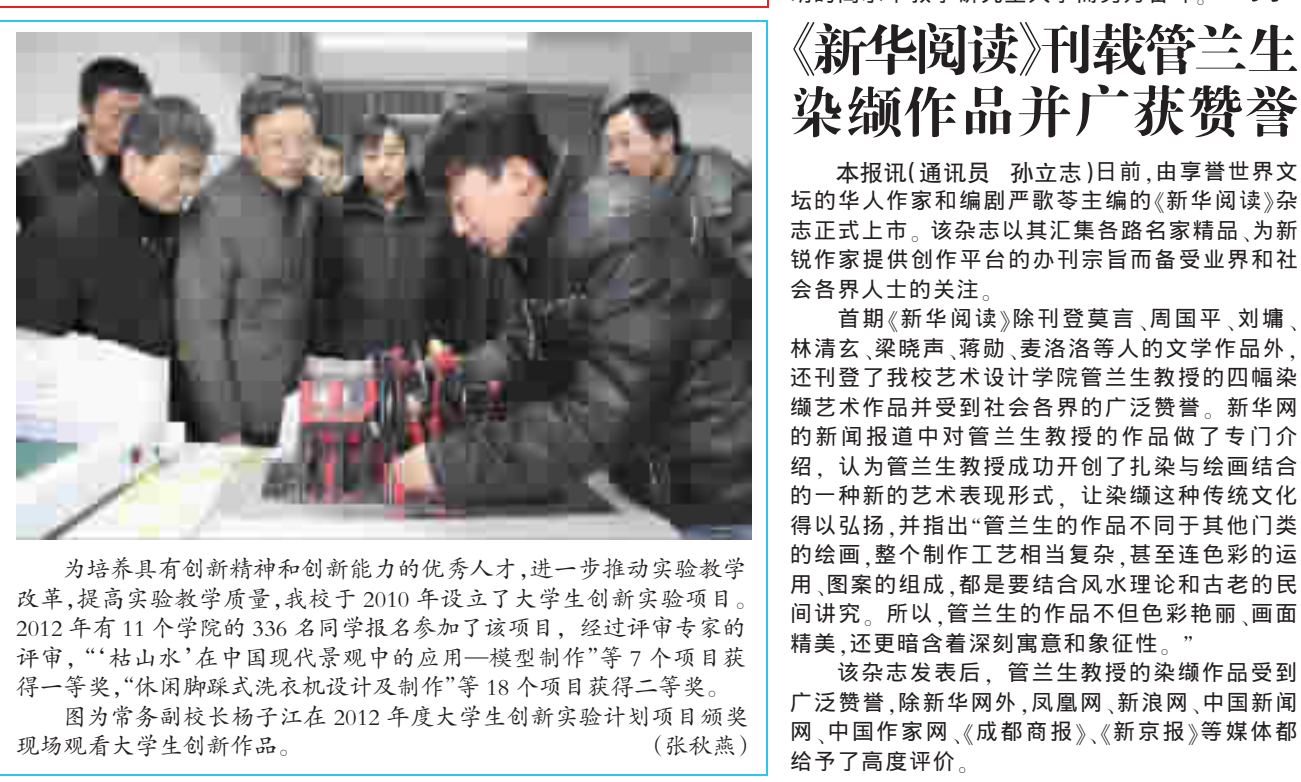 为培养具有创新精神和创新能力的优秀人才,进一步推动实验教学
改革,提高实验教学质量,我校于 2010 年设立了大学生创新实验项目。
2012 年有 11 个学院的 336 名同学报名参加了该项目，经过评审专家的
评审，“‘枯山水’在中国现代景观中的应用—模型制作”等 7 个项目获
得一等奖,“休闲脚踩式洗衣机设计及制作”等 18 个项目获得二等奖。
图为常务副校长杨子江在 2012 年度大学生创新实验计划项目颁奖
现场观看大学生创新作品。 （张秋燕）
《新华阅读》刊载管兰生
染缬作品并广获赞誉
本报讯(通讯员 孙立志)日前,由享誉世界文
坛的华人作家和编剧严歌苓主编的《新华阅读》杂
志正式上市。该杂志以其汇集各路名家精品、为新
锐作家提供创作平台的办刊宗旨而备受业界和社
会各界人士的关注。
首期《新华阅读》除刊登莫言、周国平、刘墉、
林清玄、梁晓声、蒋勋、麦洛洛等人的文学作品外,
还刊登了我校艺术设计学院管兰生教授的四幅染
缬艺术作品并受到社会各界的广泛赞誉。新华网
的新闻报道中对管兰生教授的作品做了专门介
绍，认为管兰生教授成功开创了扎染与绘画结合
的一种新的艺术表现形式，让染缬这种传统文化
得以弘扬,并指出“管兰生的作品不同于其他门类
的绘画,整个制作工艺相当复杂,甚至连色彩的运
用、图案的组成,都是要结合风水理论和古老的民
间讲究。所以,管兰生的作品不但色彩艳丽、画面
精美,还更暗含着深刻寓意和象征性。”
该杂志发表后，管兰生教授的染缬作品受到
广泛赞誉,除新华网外,凤凰网、新浪网、中国新闻
网、中国作家网、《成都商报》、《新京报》等媒体都
给予了高度评价。